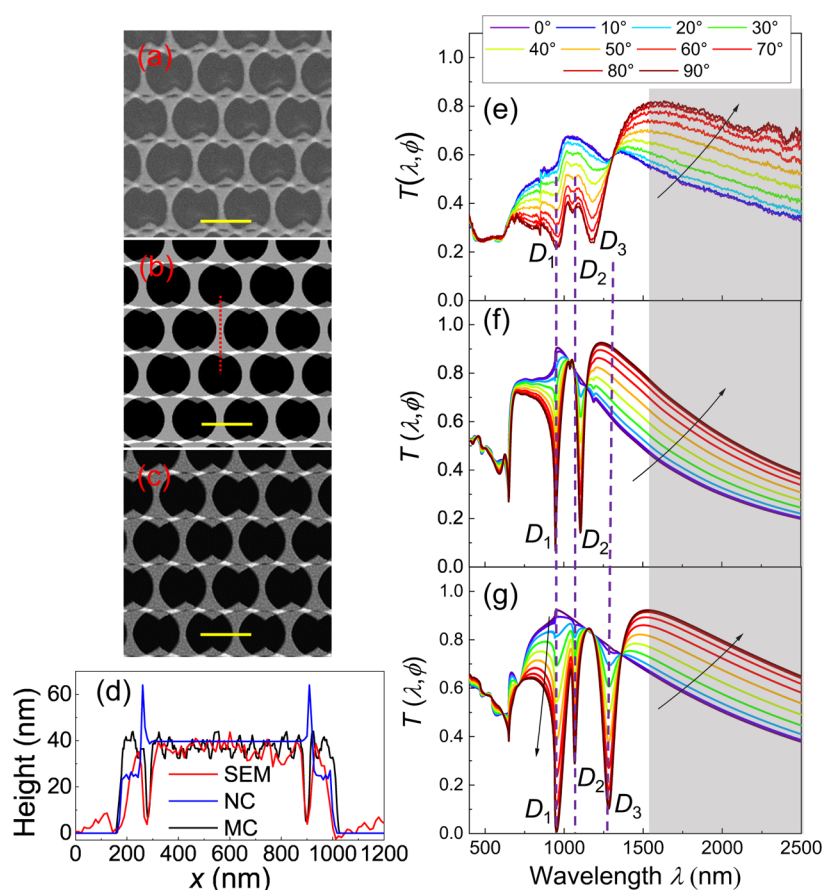 0° 10° 20° 30°
40° 50° 60° 70°
80° 90°
(a)
(b)
(c)
(d)
Height (nm)
60
40
20
0
SEM
NC
MC
0 200 400 600 800 1000 1200
x (nm)
(e)
T(λ,ϕ)
1.0
0.8
0.6
0.4
0.2
0.0
D1
D2
D3
(f)
T (λ,ϕ)
1.0
0.8
0.6
0.4
0.2
0.0
D1
D2
(g)
T (λ,ϕ)
1.0
0.8
0.6
0.4
0.2
0.0
D1
D2
D3
500 1000 1500 2000 2500
Wavelength λ (nm)